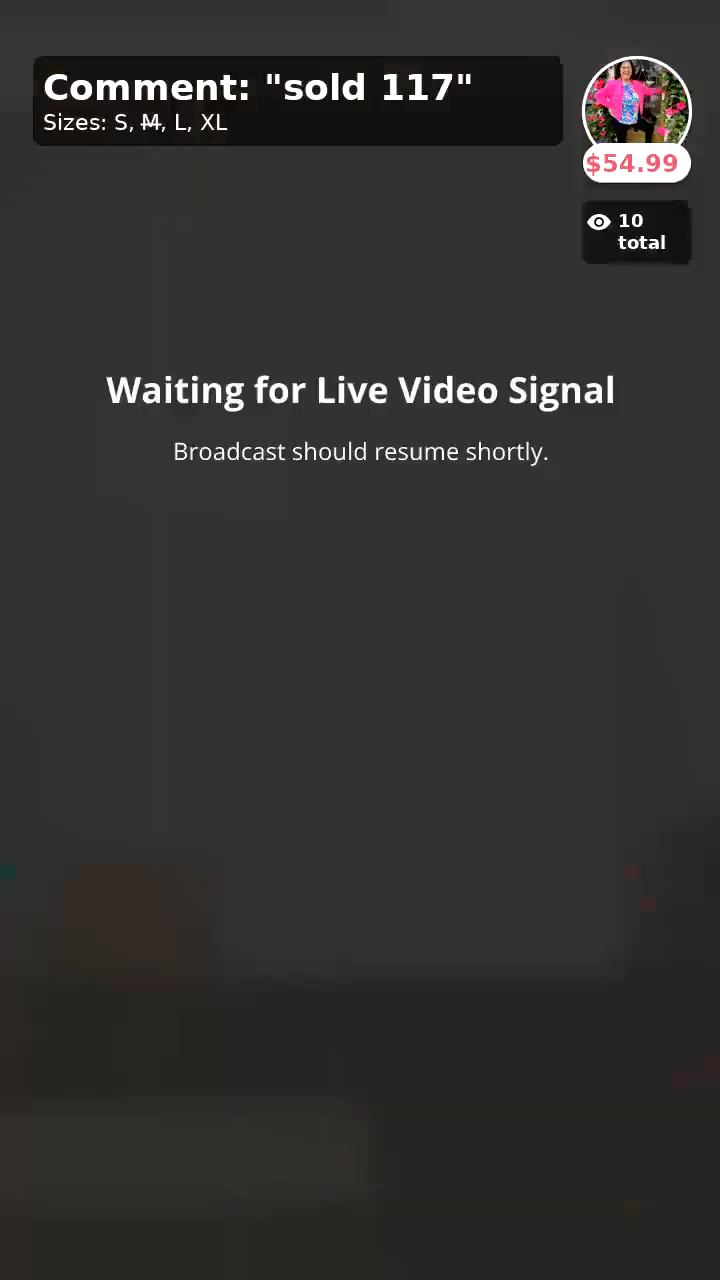 Comment: "sold 117"
Sizes: S, M, L, XL
$54.99
10
total
Waiting for Live Video Signal
Broadcast should resume shortly.